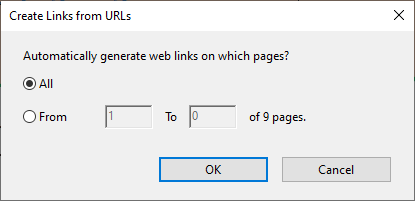 Create Links from URLs
Automatically generate web links on which pages?
All
From 1 To 0 of 9 pages.
OK Cancel